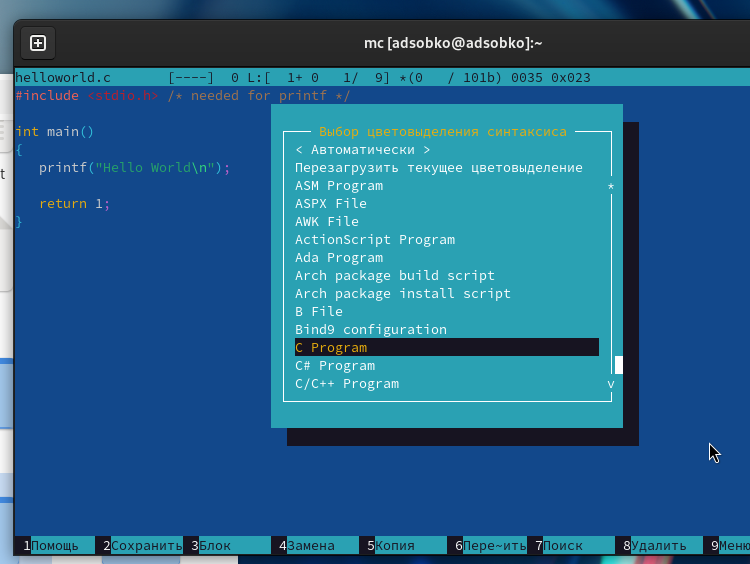 mc [adsobko@adsobko]:~
helloworld.c [----] 0 L:[ 1+ 0 1/ 9] *(0 / 101b) 0035 0x023
#include <stdio.h> /* needed for printf */
int main()
{
printf("Hello World\n");
return 1;
}
Выбор цветовыделения синтаксиса
< Автоматически >
Перезагрузить текущее цветовыделение
ASM Program
ASPX File
AWK File
ActionScript Program
Ada Program
Arch package build script
Arch package install script
B File
Bind9 configuration
C Program
C# Program
C/C++ Program
1Помощь 2Сохранить 3Блок 4Замена 5Копия 6Пере~ить 7Поиск 8Удалить 9Меню